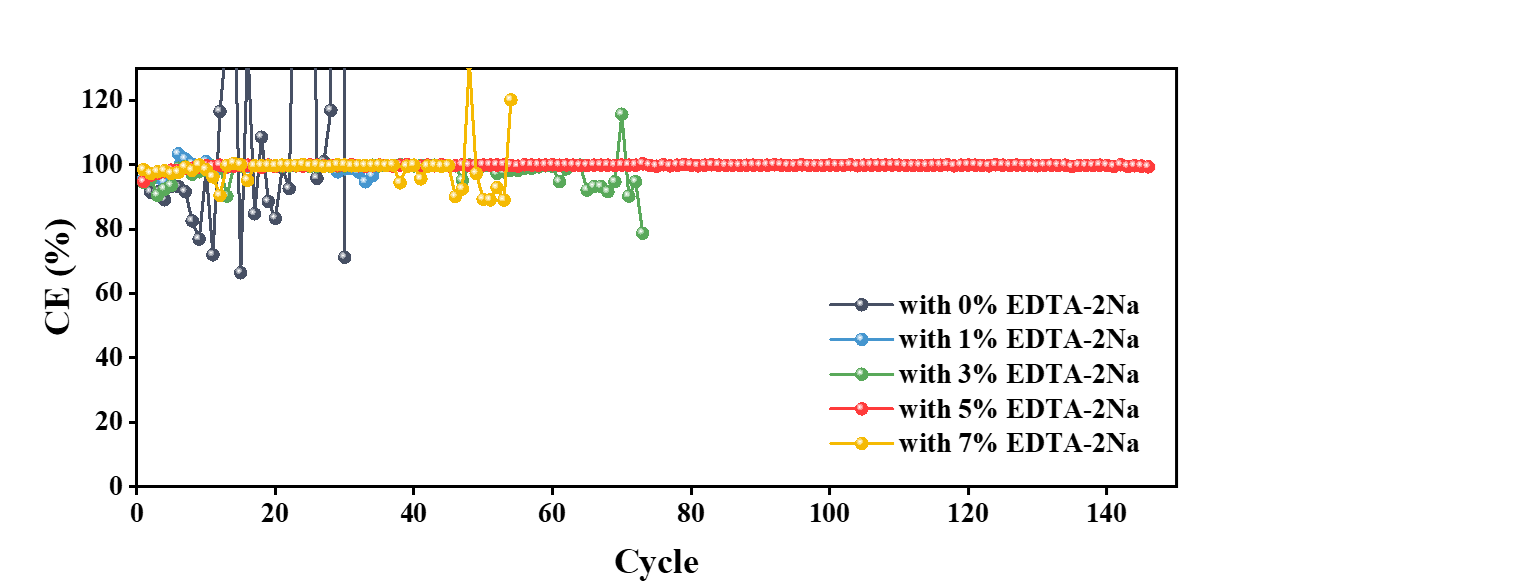 120
100
80
60
40
20
0
CE (%)
0 20 40 60 80 100 120 140
Cycle
with 0% EDTA-2Na
with 1% EDTA-2Na
with 3% EDTA-2Na
with 5% EDTA-2Na
with 7% EDTA-2Na